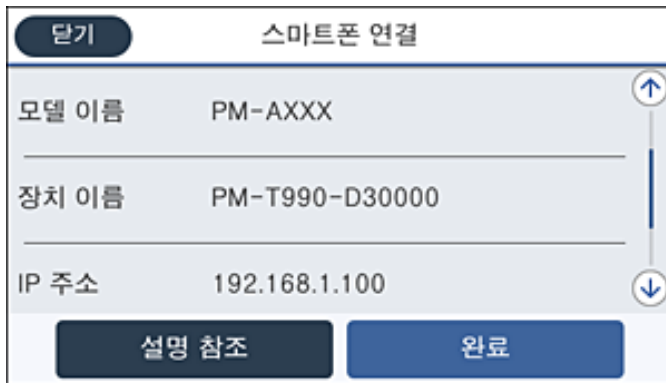 닫기 스마트폰 연결
모델 이름 PM-AXXX
장치 이름 PM-T990-D30000
IP 주소 192.168.1.100
설명 참조 완료